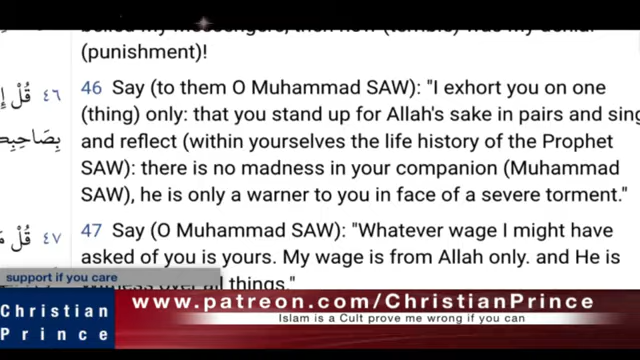 (punishment)!
قُلْ ٤٦
46 Say (to them O Muhammad SAW): "I exhort you on one
(thing) only: that you stand up for Allah's sake in pairs and sing
and reflect (within yourselves the life history of the Prophet
SAW): there is no madness in your companion (Muhammad
SAW), he is only a warner to you in face of a severe torment."
قُلْ ٤٧
47 Say (O Muhammad SAW): "Whatever wage I might have
asked of you is yours. My wage is from Allah only. and He is
all things."
support if you care
Christian
Prince
www.patreon.com/ChristianPrince
Islam is a Cult prove me wrong if you can